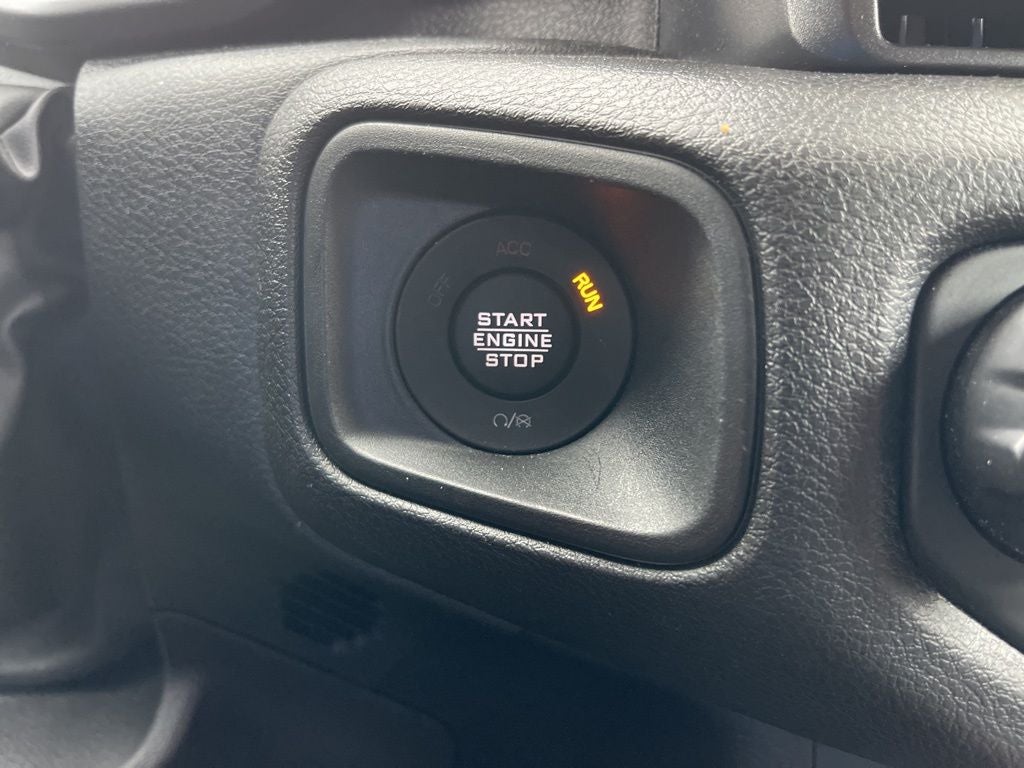 ACC
OFF
RUN
START
ENGINE
STOP